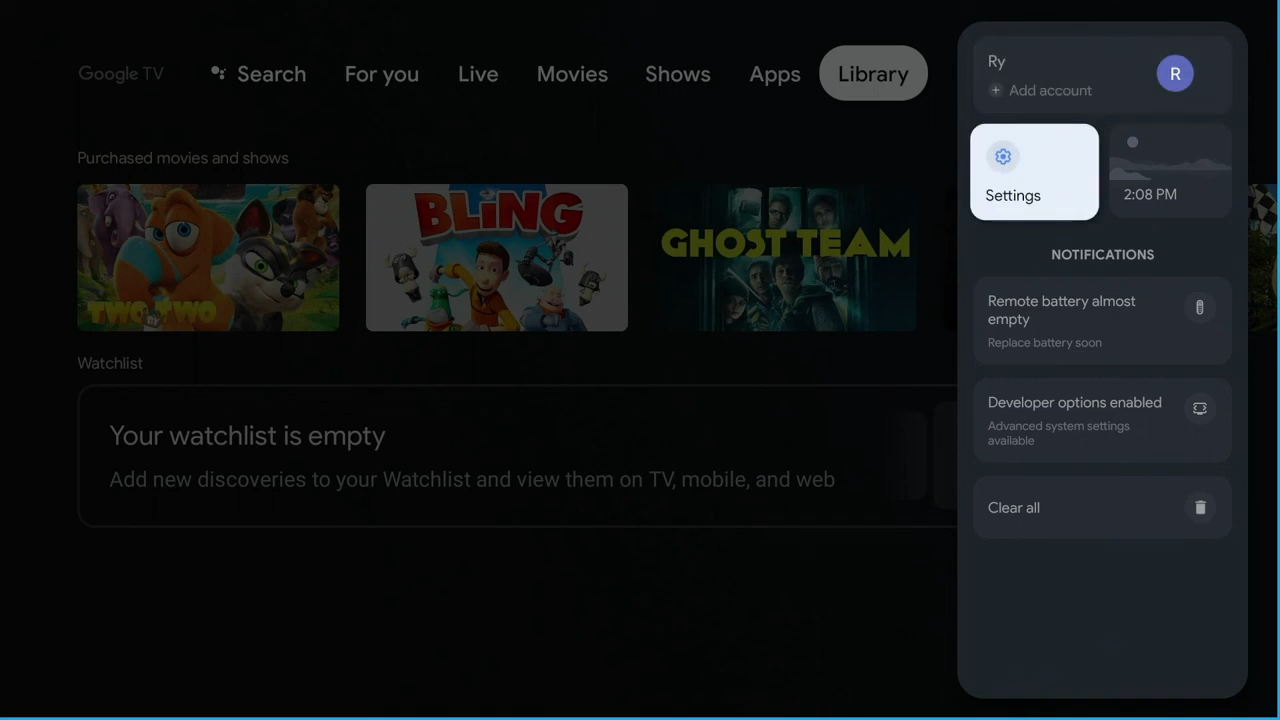 Google TV
Search
For you
Live
Movies
Shows
Apps
Library
Purchased movies and shows
TWO BY TWO
BLiNG
GHOST TEAM
Watchlist
Your watchlist is empty
Add new discoveries to your Watchlist and view them on TV, mobile, and web
Ry
R
+ Add account
Settings
2:08 PM
NOTIFICATIONS
Remote battery almost
empty
Replace battery soon
Developer options enabled
Advanced system settings
available
Clear all